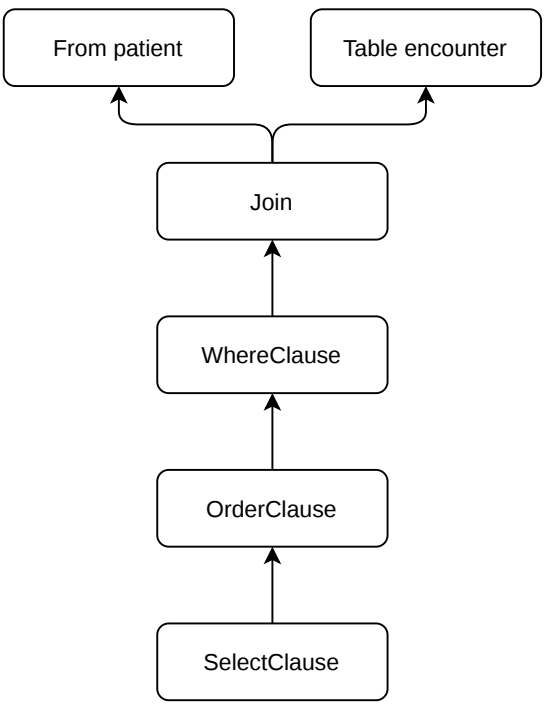 From patient
Table encounter
Join
WhereClause
OrderClause
SelectClause